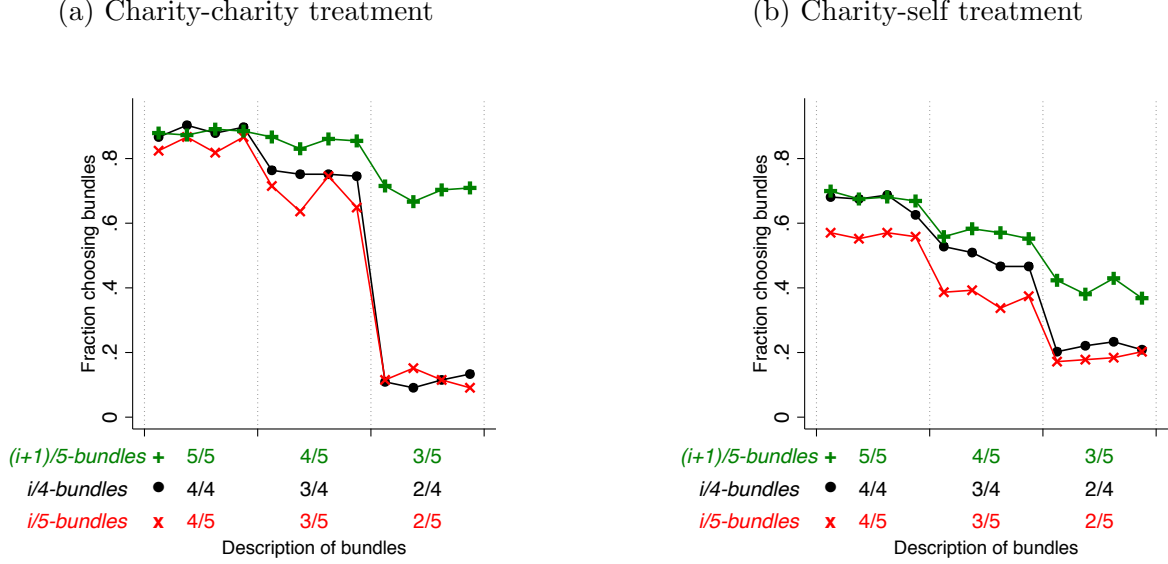 (a) Charity-charity treatment
Fraction choosing bundles
.8
.6
.4
.2
0
(i+1)/5-bundles + 5/5 4/5 3/5
i/4-bundles ● 4/4 3/4 2/4
i/5-bundles x 4/5 3/5 2/5
Description of bundles
(b) Charity-self treatment
Fraction choosing bundles
.8
.6
.4
.2
0
(i+1)/5-bundles + 5/5 4/5 3/5
i/4-bundles ● 4/4 3/4 2/4
i/5-bundles x 4/5 3/5 2/5
Description of bundles